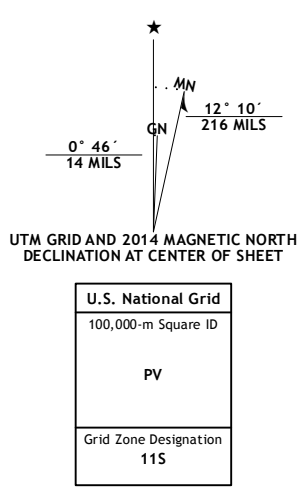 ★
MN
GN
12° 10´
216 MILS
0° 46´
14 MILS
UTM GRID AND 2014 MAGNETIC NORTH
DECLINATION AT CENTER OF SHEET
U.S. National Grid
100,000-m Square ID
PV
Grid Zone Designation
11S